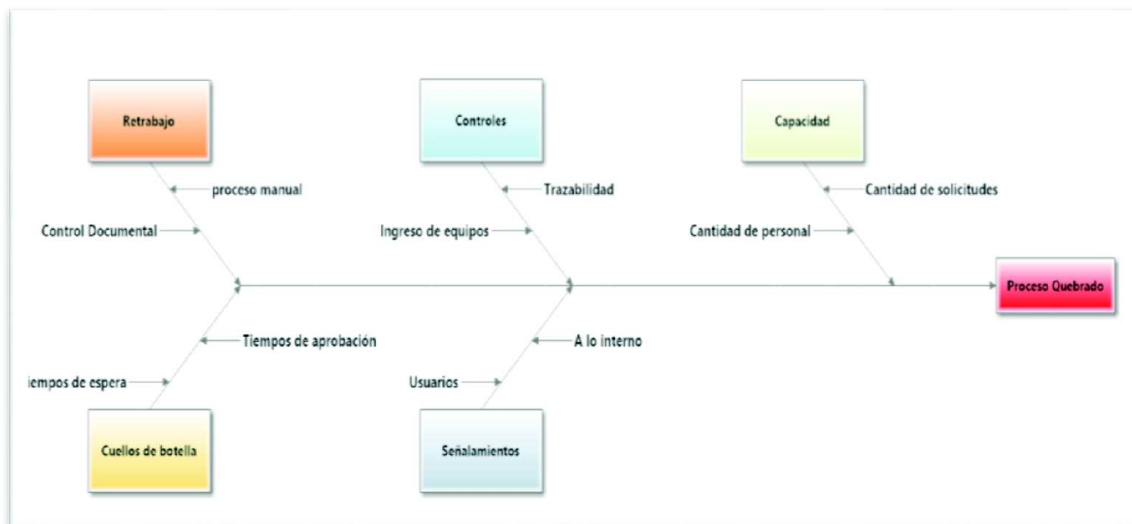 Retrabajo
Controles
Capacidad
proceso manual
Trazabilidad
Cantidad de solicitudes
Control Documental
Ingreso de equipos
Cantidad de personal
Proceso Quebrado
Tiempos de aprobación
A lo interno
iempos de espera
Usuarios
Cuellos de botella
Señalamientos